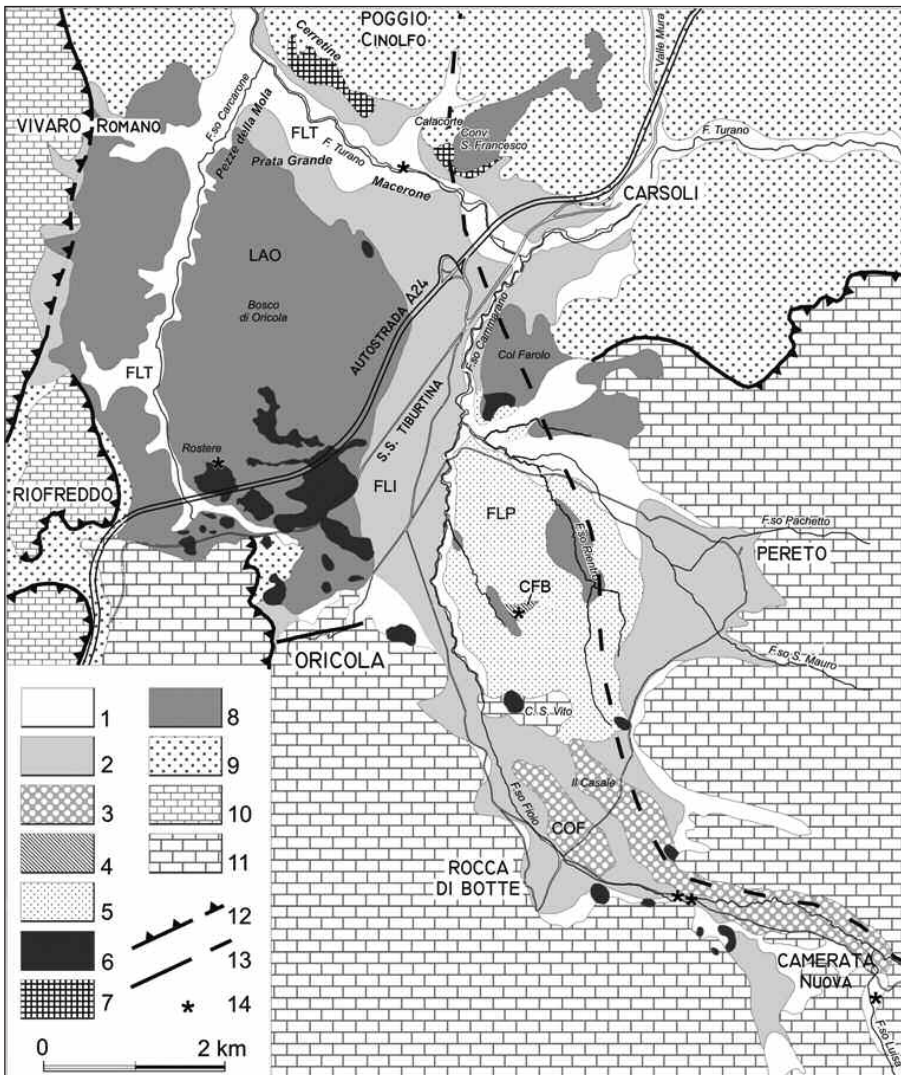 POGGIO
CINOLFO
Cerretine
Valle Mura
VIVARO ROMANO
F.so Carcarone
Pezze della Mola
FLT
F. Turano
Calacorte
Conv.
S. Francesco
F. Turano
Prata Grande
Macerone
CARSOLI
LAO
Bosco
di Oricola
AUTOSTRADA A24
F.so Cammarano
Col Farolo
FLT
S.S. TIBURTINA
Rostere
RIOFREDDO
FLI
FLP
F.so Pachetto
PERETO
CFB
F.so S. Mauro
ORICOLA
C. S. Vito
Il Casale
F.so Fioio
COF
ROCCA
DI BOTTE
CAMERATA
NUOVA
F.so Luisa
1
8
2
9
3
10
4
11
5
12
6
13
7
14
0
2 km